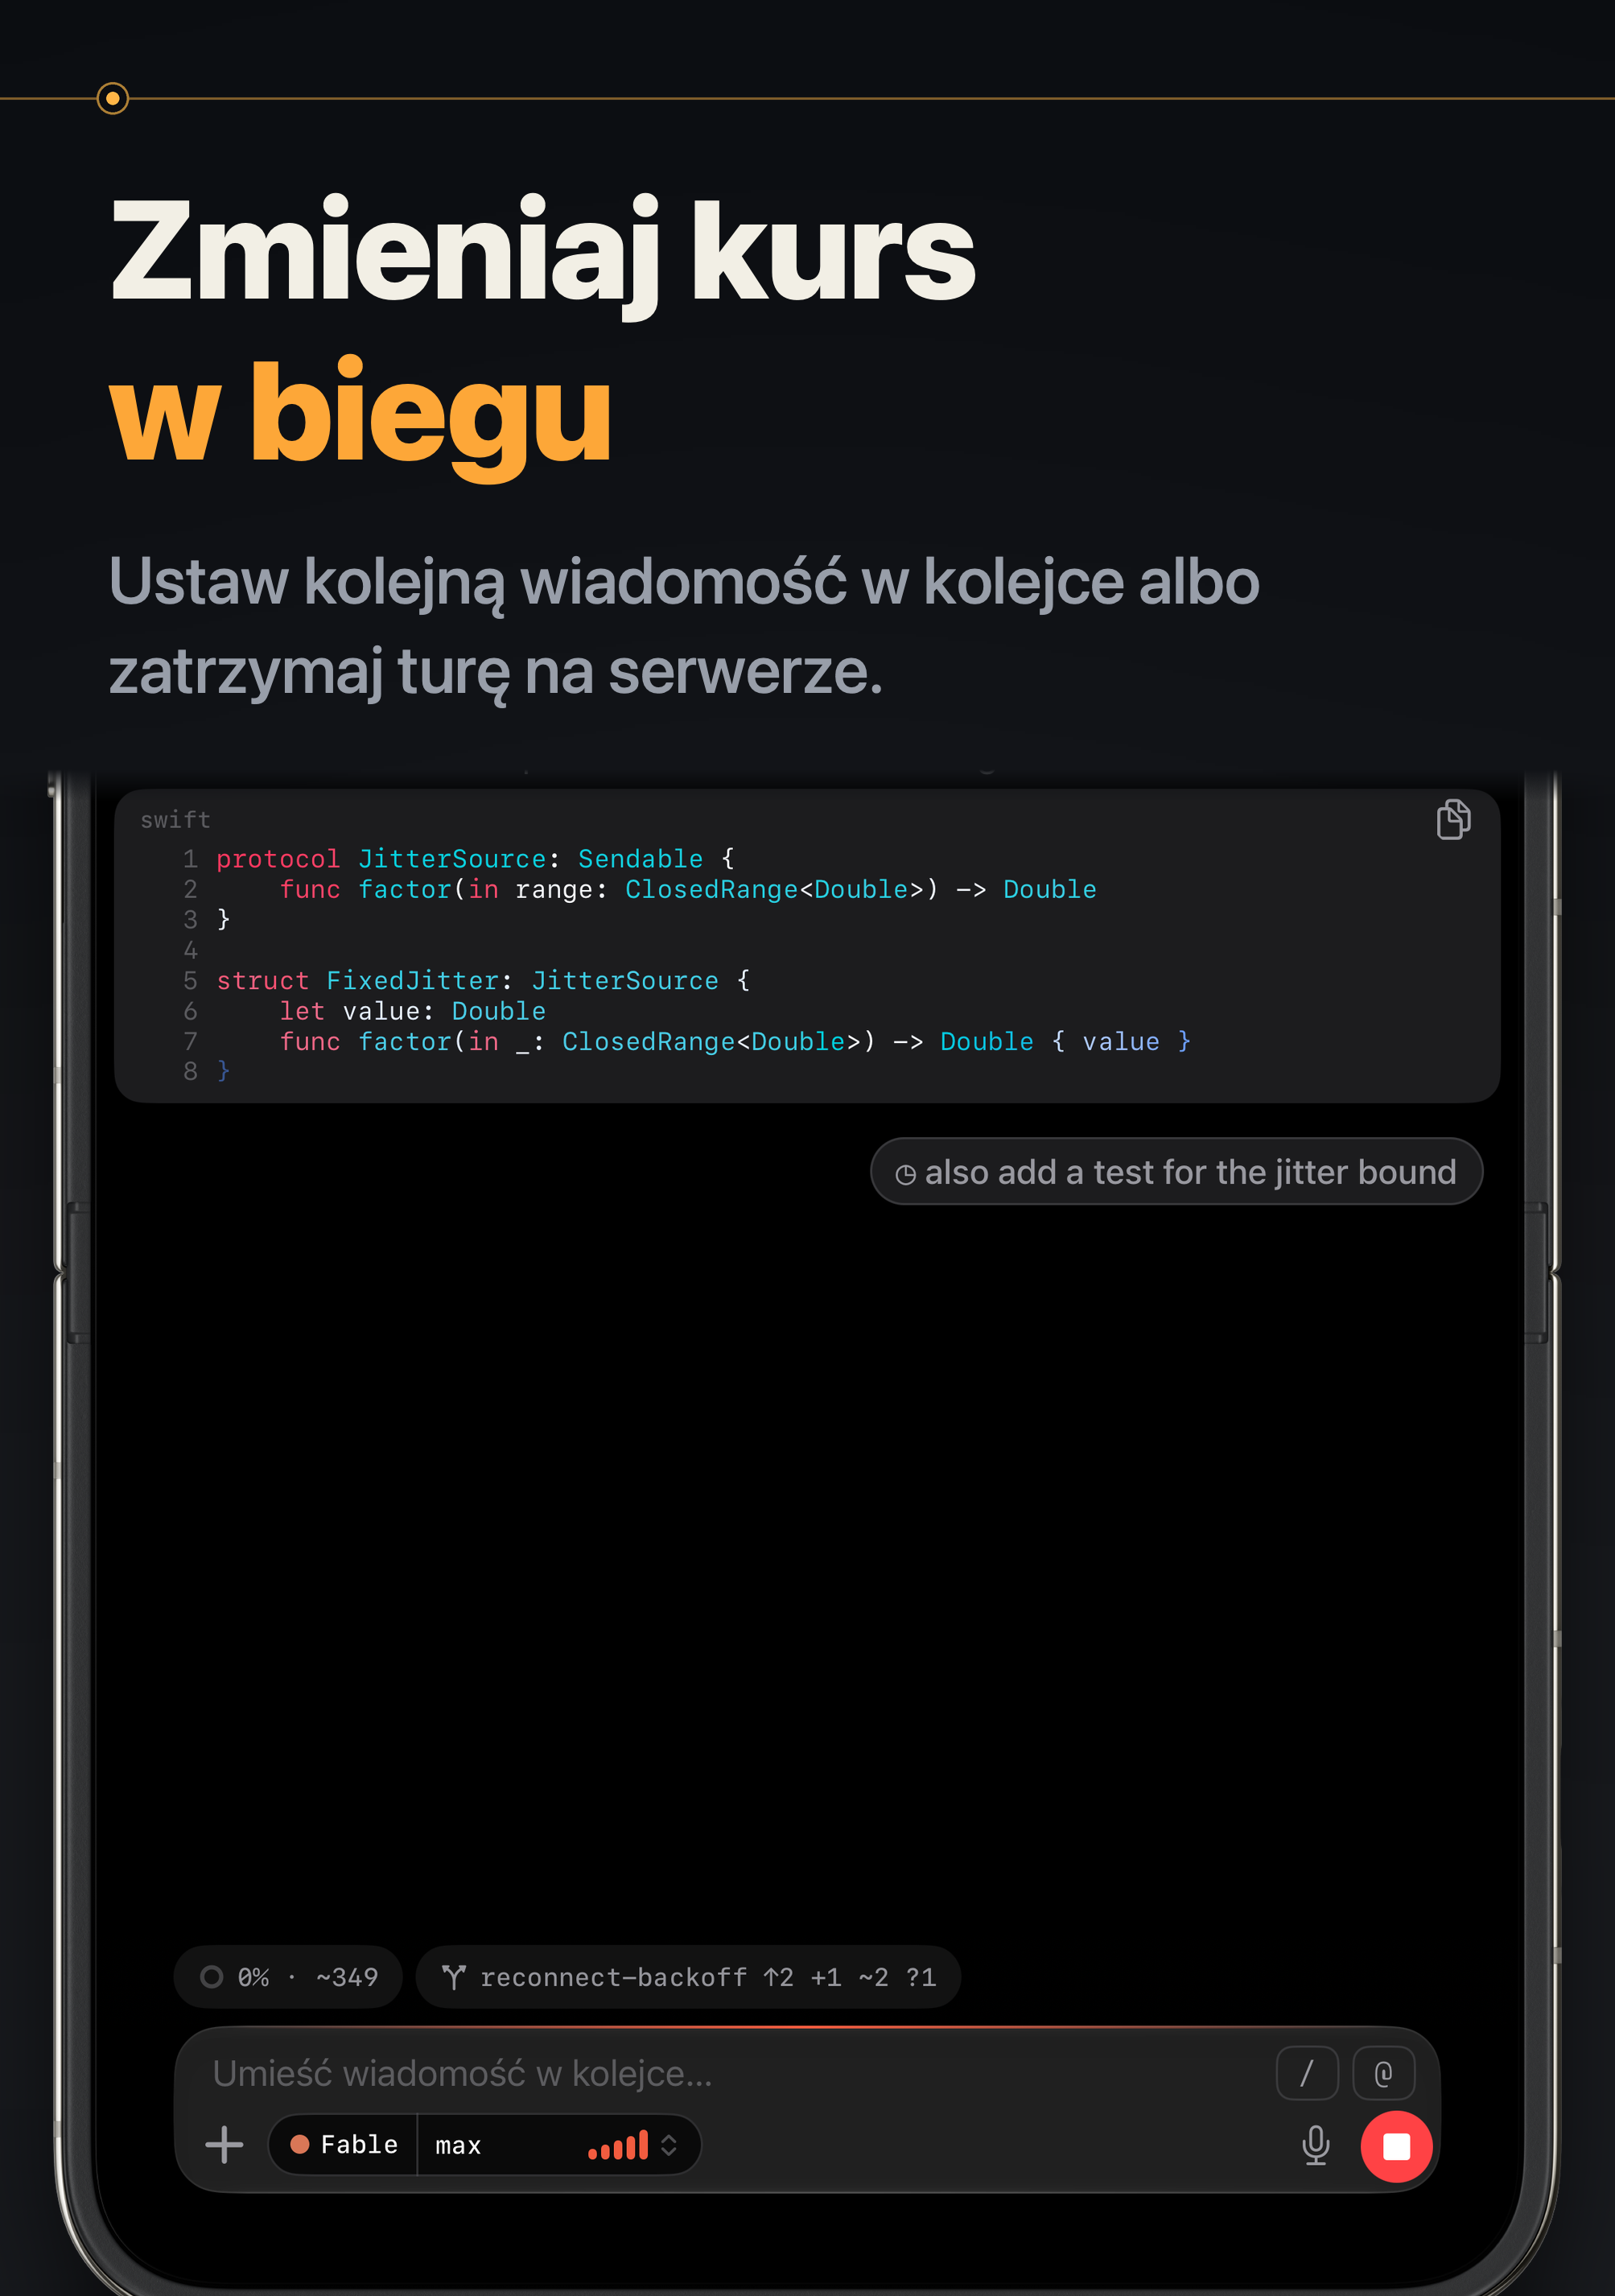 Zmieniaj kurs
w biegu
Ustaw kolejną wiadomość w kolejce albo
zatrzymaj turę na serwerze.
swift
1 protocol JitterSource: Sendable {
2     func factor(in range: ClosedRange<Double>) -> Double
3 }
4
5 struct FixedJitter: JitterSource {
6     let value: Double
7     func factor(in _: ClosedRange<Double>) -> Double { value }
8 }
also add a test for the jitter bound
0% · ~349
reconnect-backoff ↑2 +1 ~2 ?1
Umieść wiadomość w kolejce...
/ @
Fable max